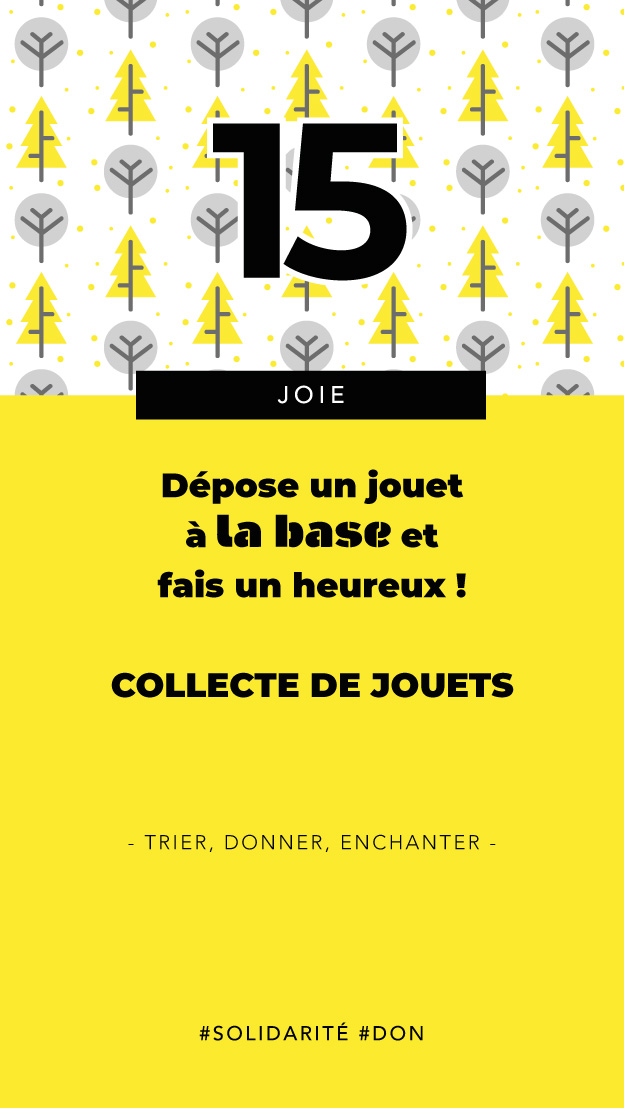 15
JOIE
Dépose un jouet
à la base et
fais un heureux !
COLLECTE DE JOUETS
- TRIER, DONNER, ENCHANTER -
#SOLIDARITÉ #DON